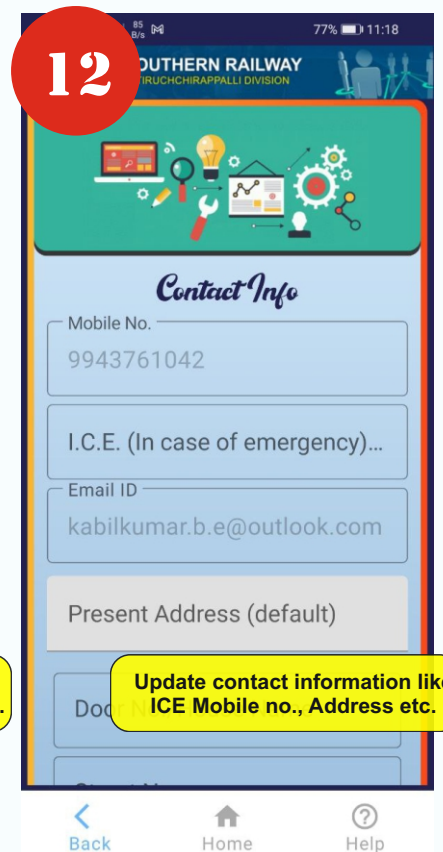 85
B/s
77%
11:18
12
OUTHERN RAILWAY
TIRUCHCHIRAPPALLI DIVISION
Contact Info
Mobile No.
9943761042
I.C.E. (In case of emergency)...
Email ID
kabilkumar.b.e@outlook.com
Present Address (default)
Update contact information like
ICE Mobile no., Address etc.
Back
Home
Help